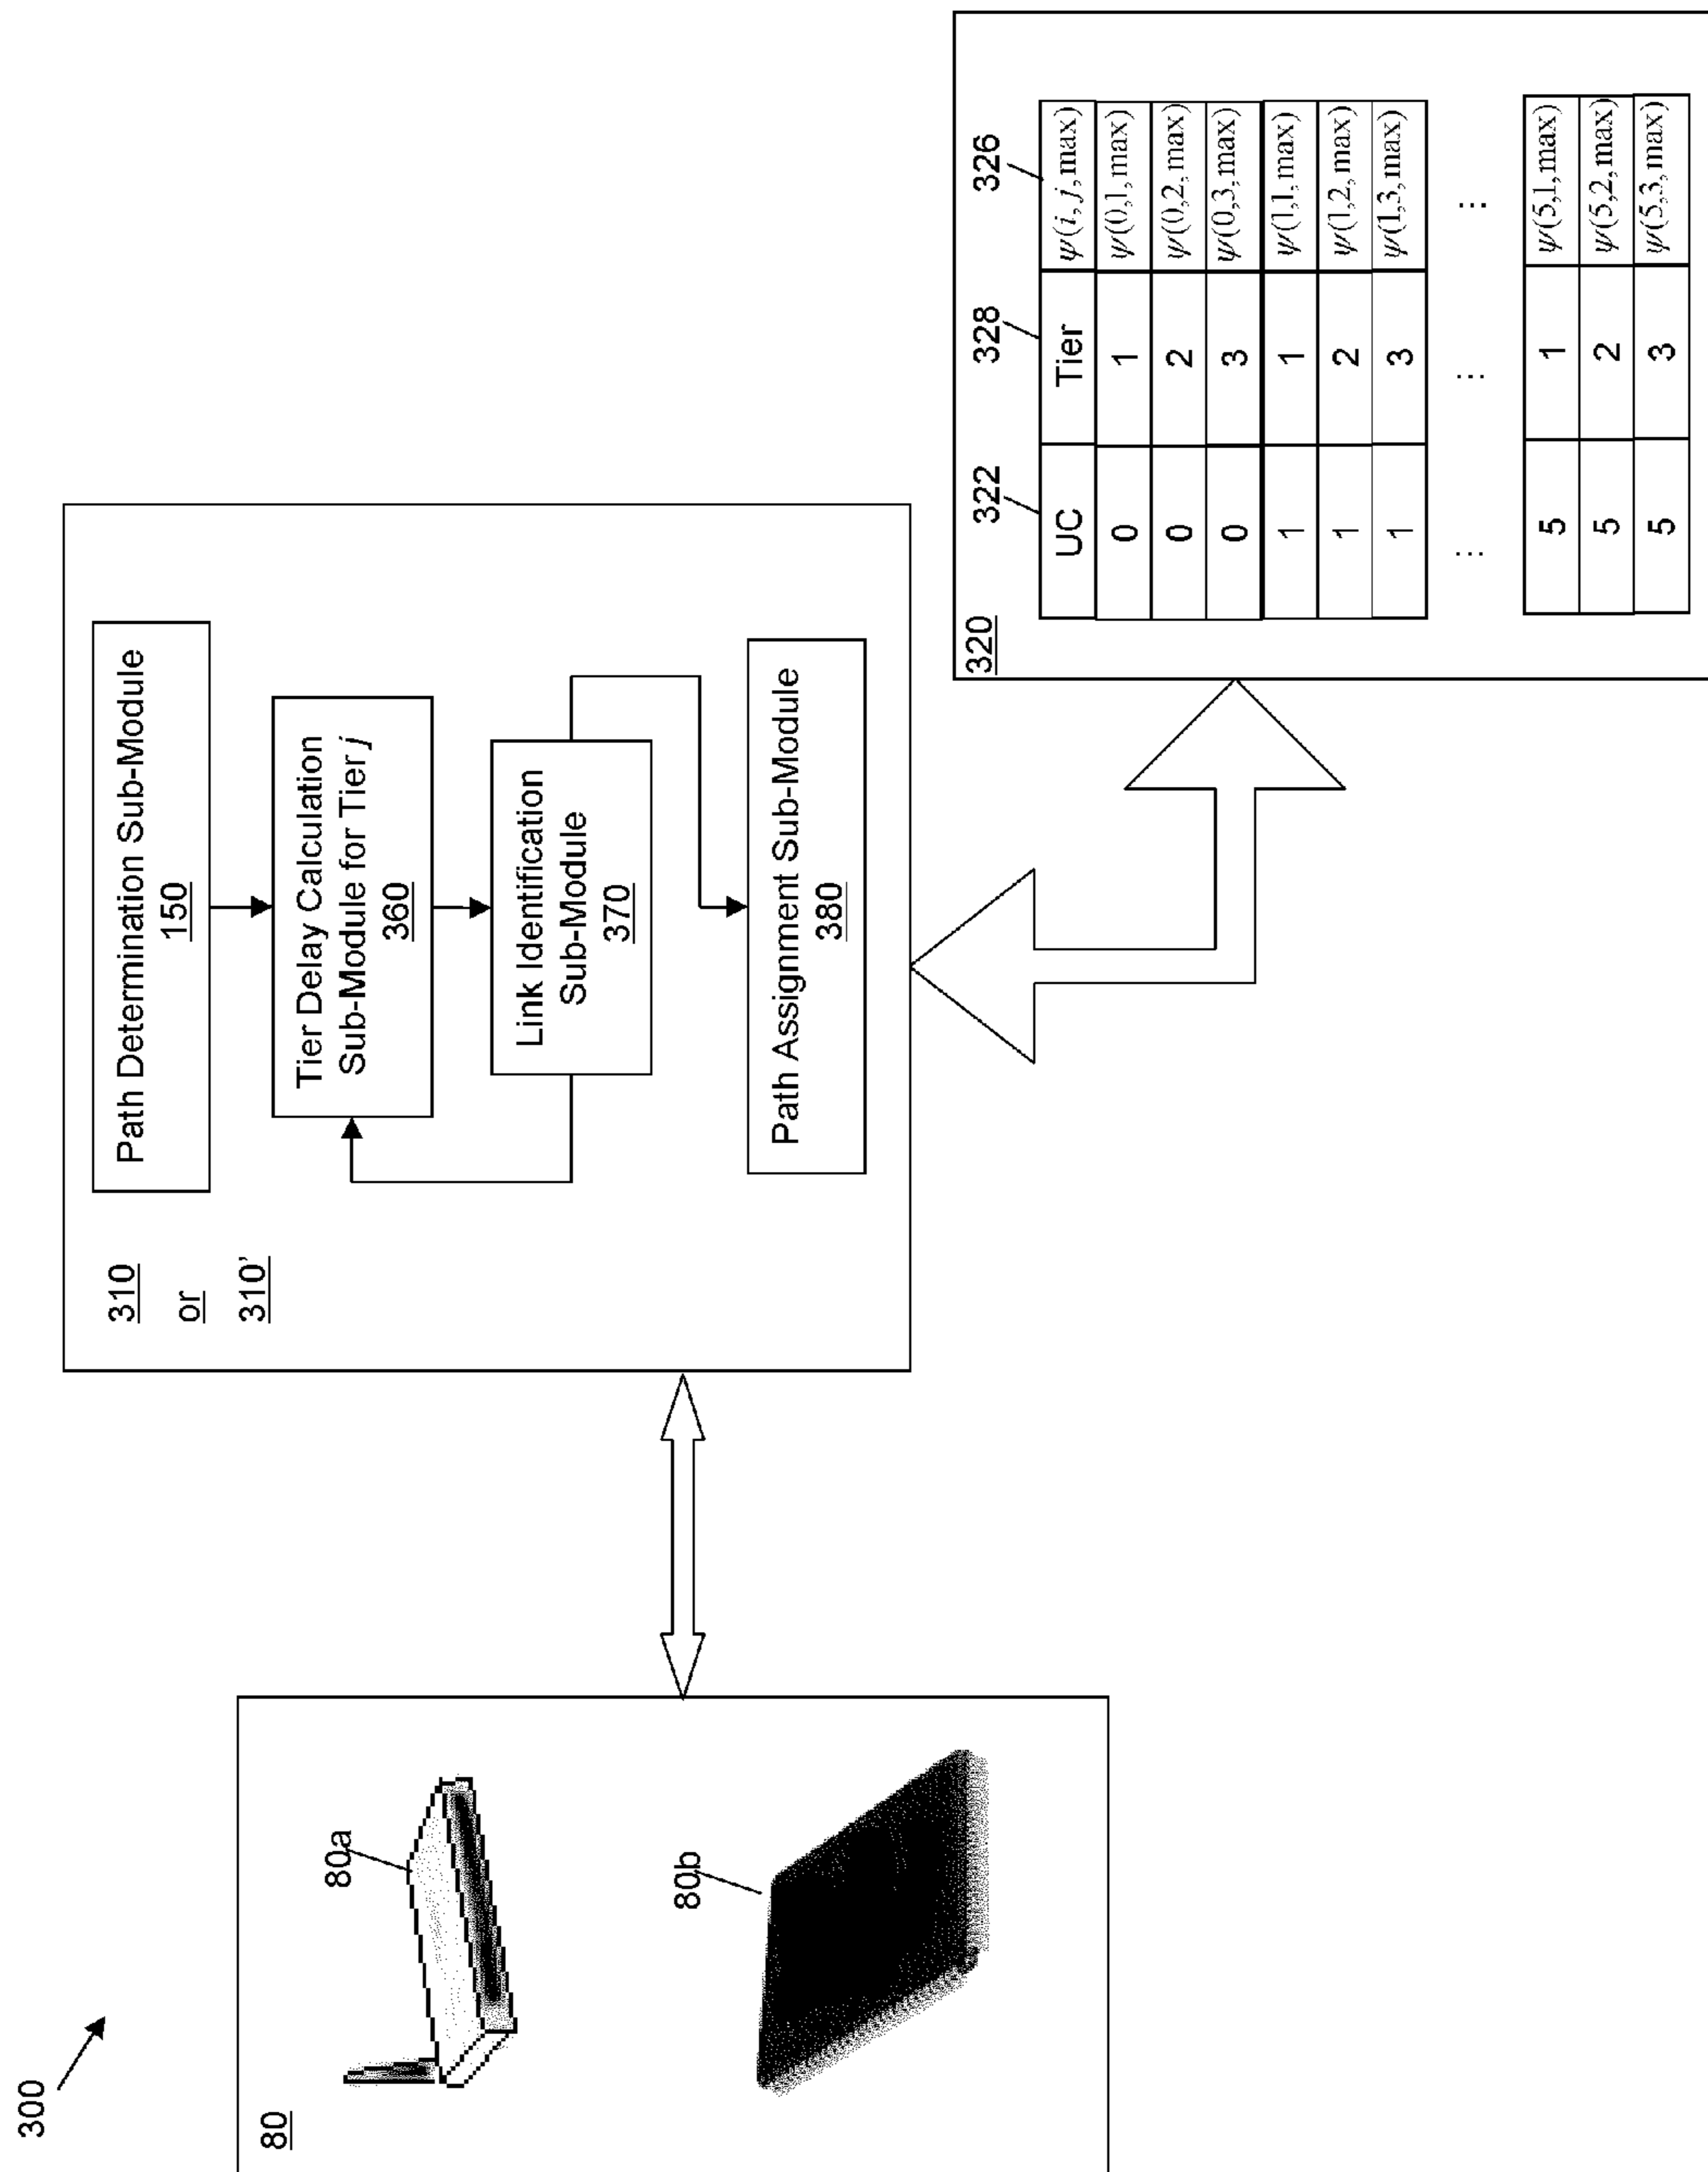 300
80
80a
80b
310
or
310'
Path Determination Sub-Module
150
Tier Delay Calculation
Sub-Module for Tier j
360
Link Identification
Sub-Module
370
Path Assignment Sub-Module
380
320
322
328
326
UC Tier ψ(i, j, max)
0 1 ψ(0,1,max)
0 2 ψ(0,2,max)
0 3 ψ(0,3,max)
1 1 ψ(1,1,max)
1 2 ψ(1,2,max)
1 3 ψ(1,3,max)
... ... ...
5 1 ψ(5,1,max)
5 2 ψ(5,2,max)
5 3 ψ(5,3,max)